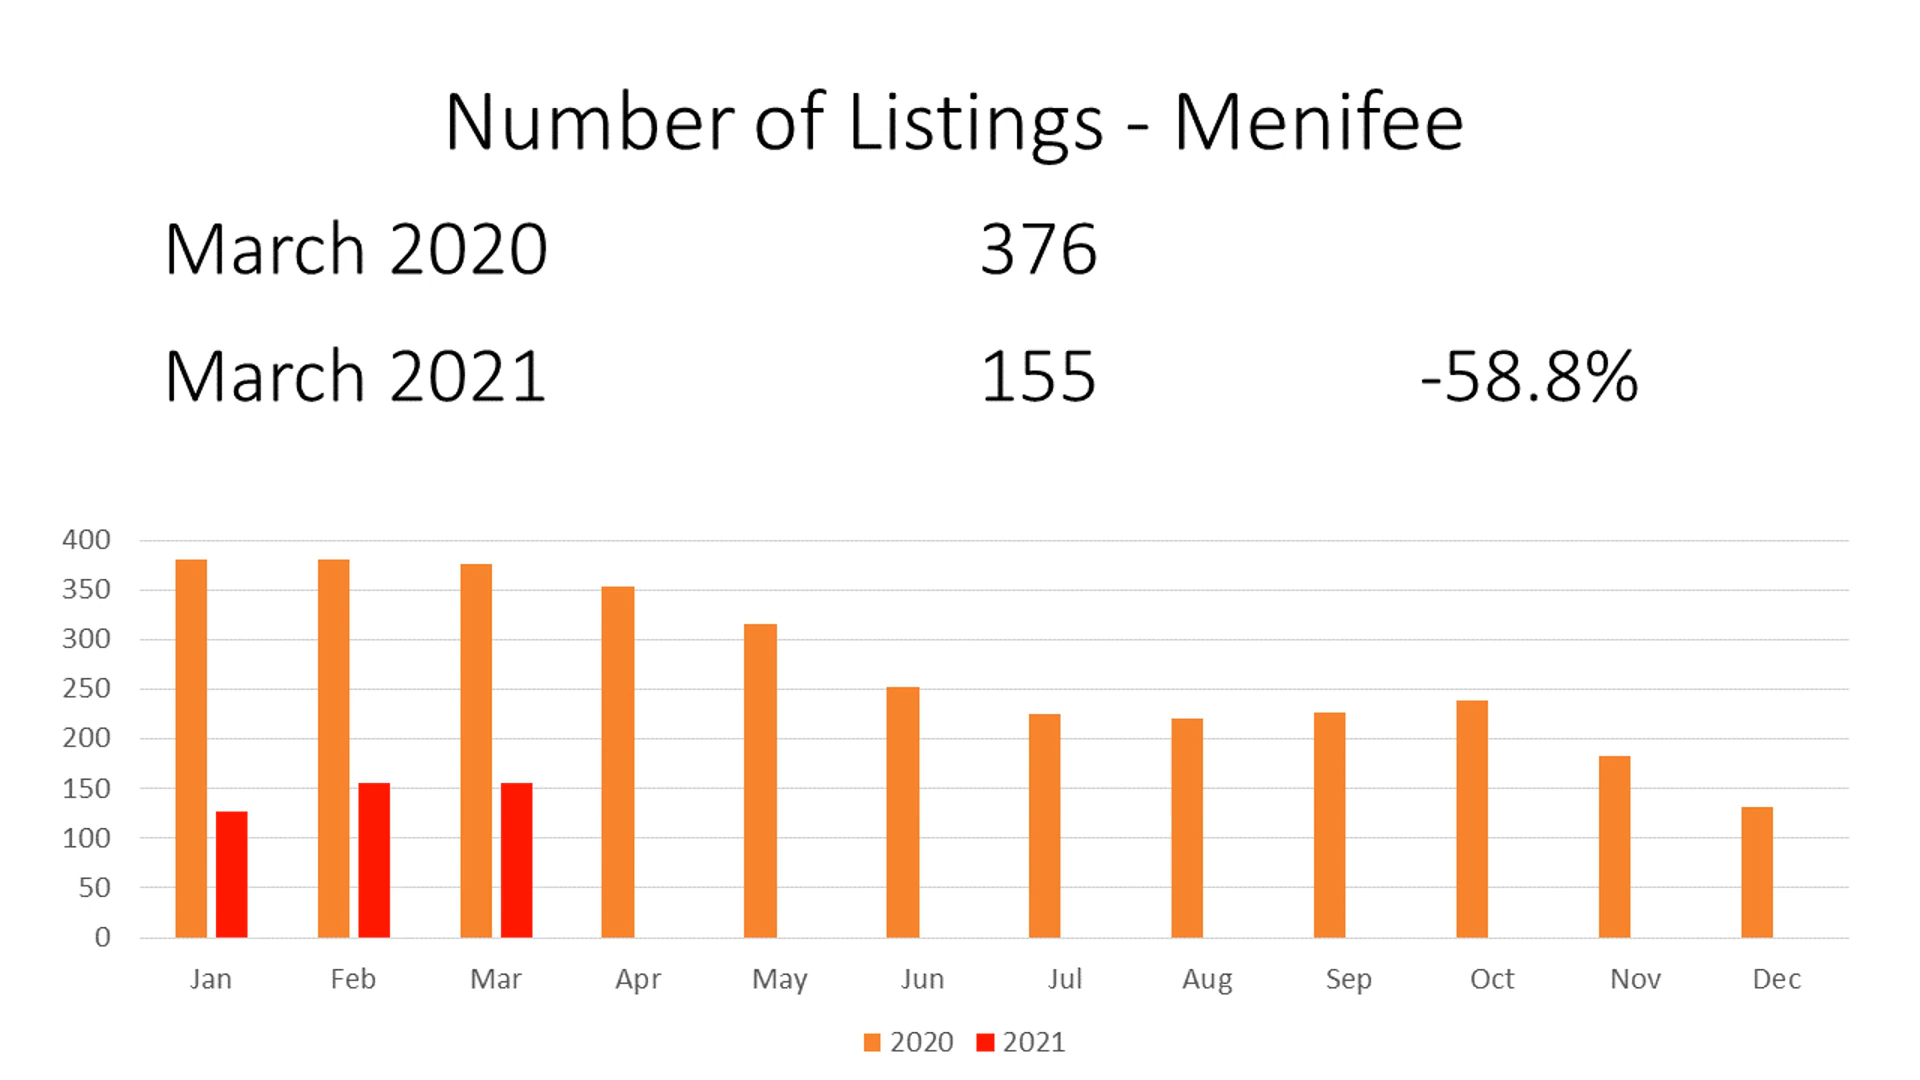 Number of Listings - Menifee
March 2020 376
March 2021 155 -58.8%
400
350
300
250
200
150
100
50
0
Jan Feb Mar Apr May Jun Jul Aug Sep Oct Nov Dec
2020 2021